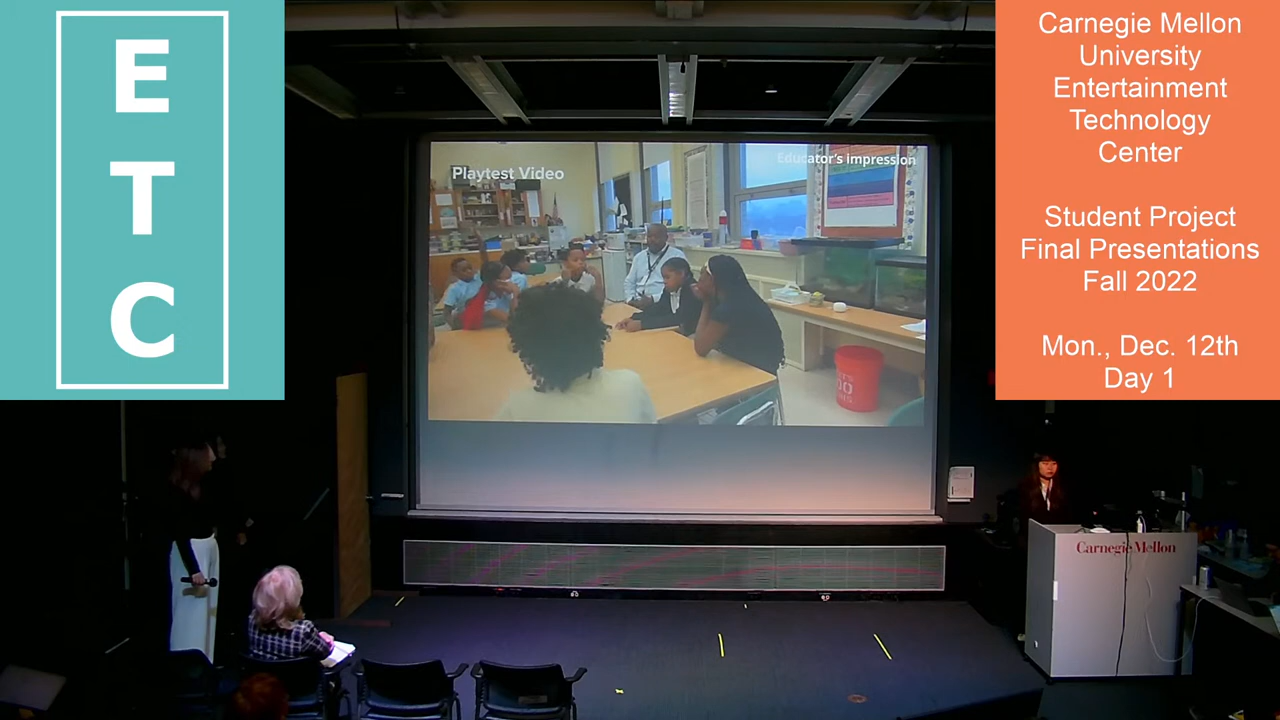 E
T
C
Carnegie Mellon
University
Entertainment
Technology
Center
Student Project
Final Presentations
Fall 2022
Mon., Dec. 12th
Day 1
Playtest Video
Educator's impression
Carnegie Mellon